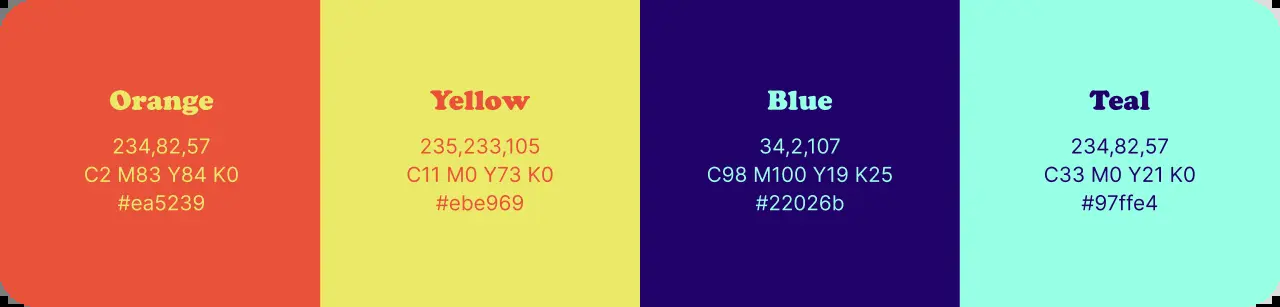 Orange
234,82,57
C2 M83 Y84 K0
#ea5239
Yellow
235,233,105
C11 M0 Y73 K0
#ebe969
Blue
34,2,107
C98 M100 Y19 K25
#22026b
Teal
234,82,57
C33 M0 Y21 K0
#97ffe4